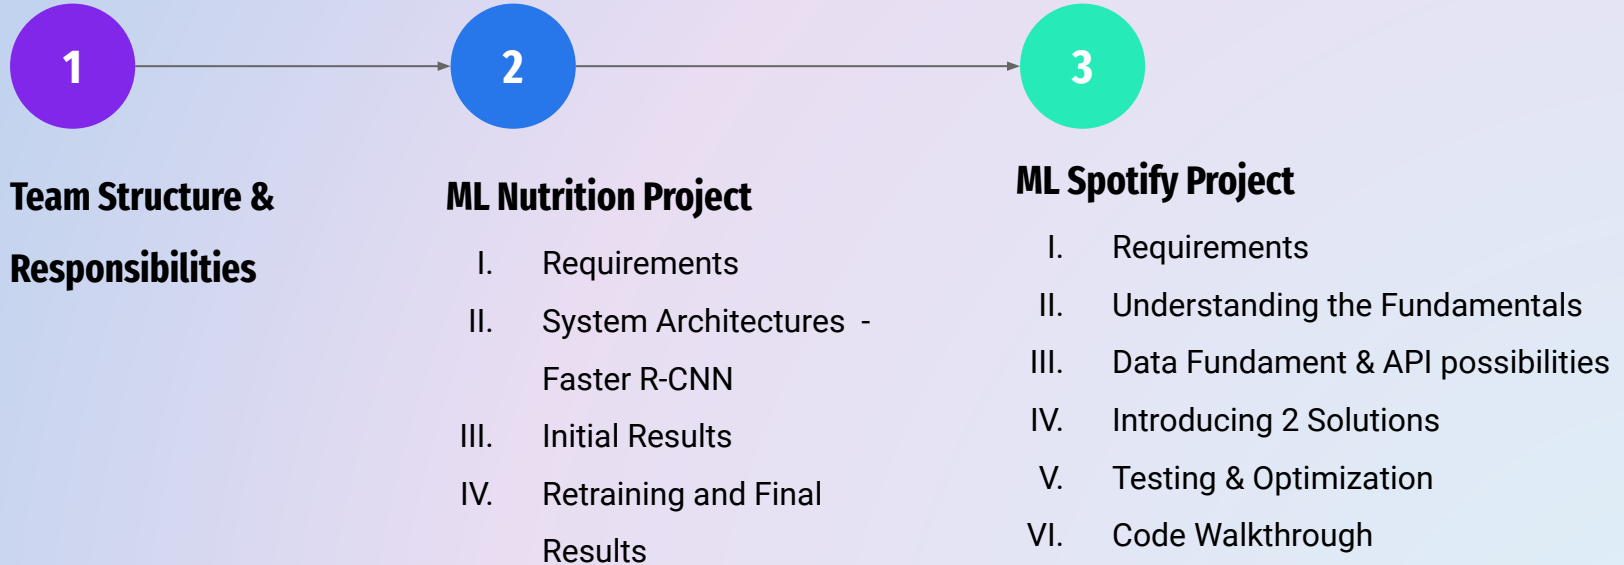 1
2
3
Team Structure &
Responsibilities
ML Nutrition Project
I. Requirements
II. System Architectures -
Faster R-CNN
III. Initial Results
IV. Retraining and Final
Results
ML Spotify Project
I. Requirements
II. Understanding the Fundamentals
III. Data Fundament & API possibilities
IV. Introducing 2 Solutions
V. Testing & Optimization
VI. Code Walkthrough